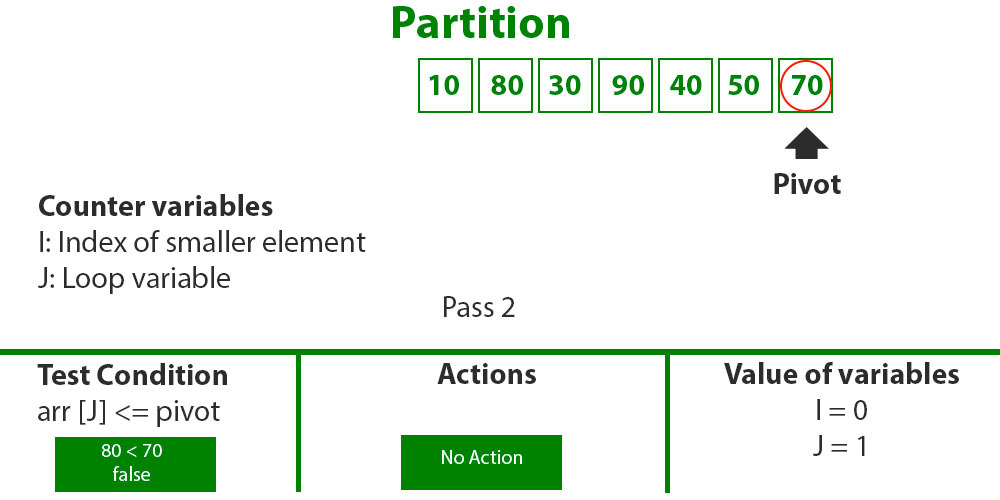 Partition
10 80 30 90 40 50 70
Pivot
Counter variables
I: Index of smaller element
J: Loop variable
Pass 2
Test Condition
arr [J] <= pivot
80 < 70
false
Actions
No Action
Value of variables
I = 0
J = 1